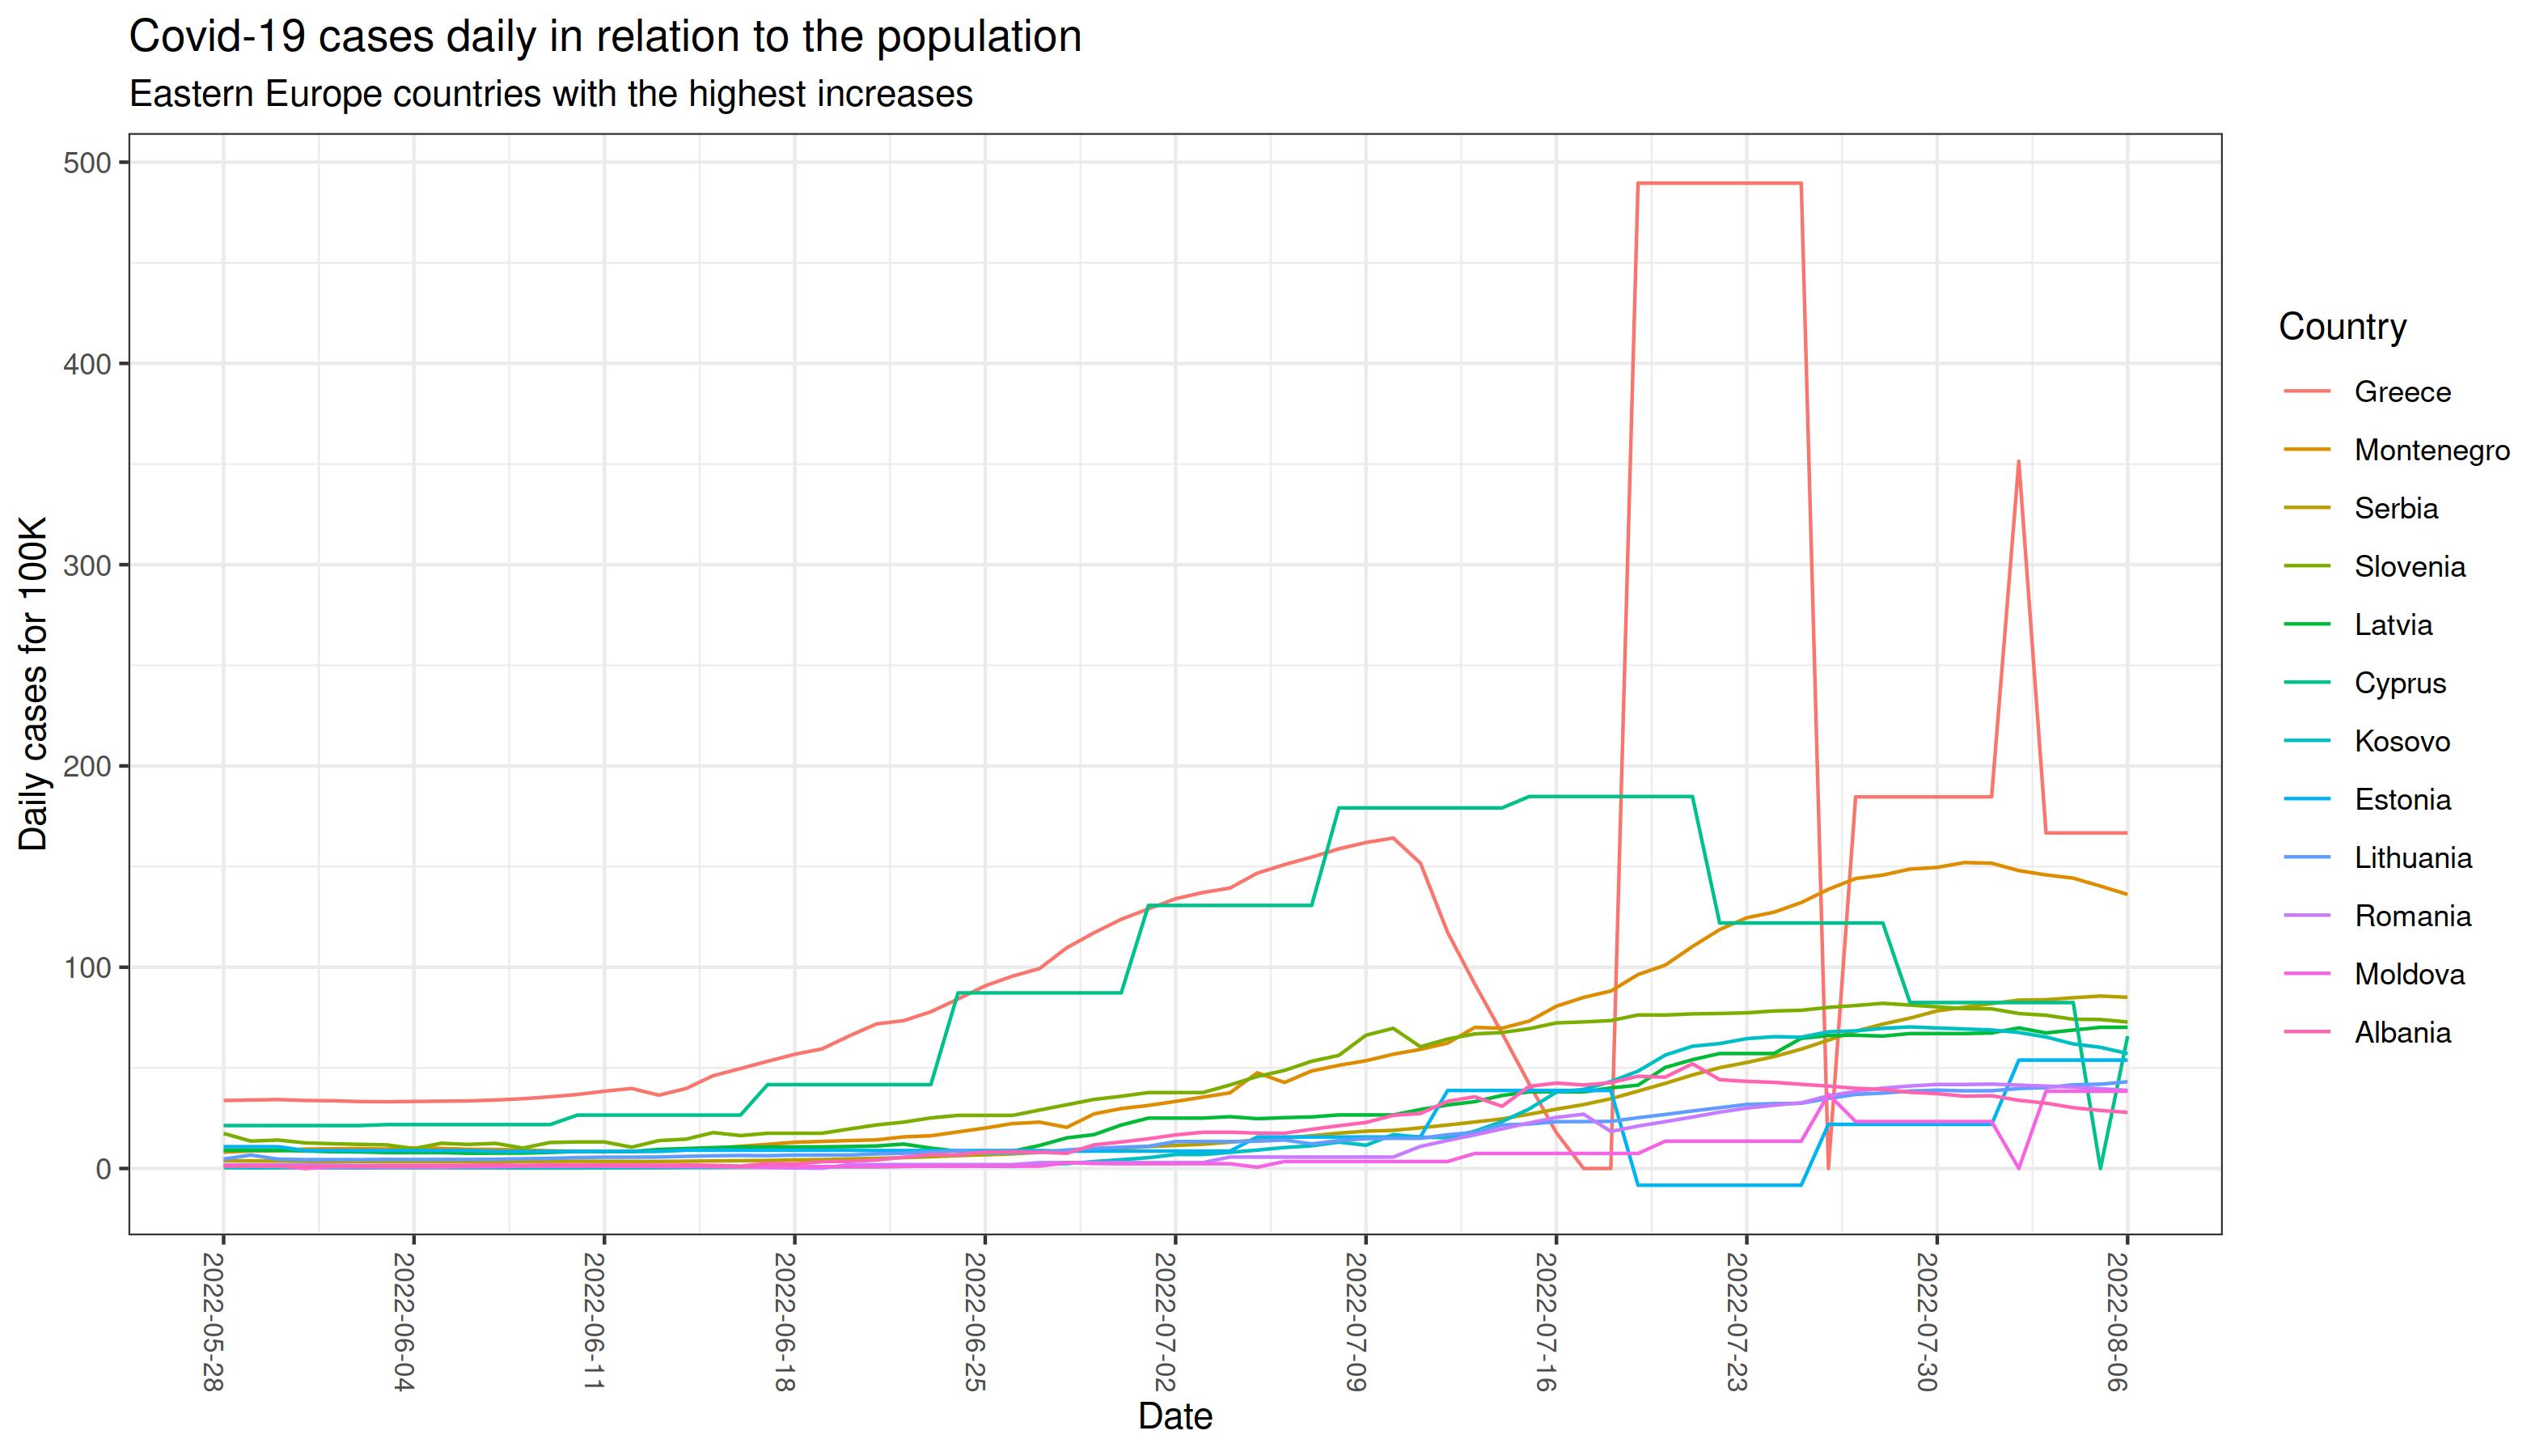 Covid-19 cases daily in relation to the population
Eastern Europe countries with the highest increases
Daily cases for 100K
500
400
300
200
100
0
2022-05-28
2022-06-04
2022-06-11
2022-06-18
2022-06-25
2022-07-02
2022-07-09
2022-07-16
2022-07-23
2022-07-30
2022-08-06
Date
Country
Greece
Montenegro
Serbia
Slovenia
Latvia
Cyprus
Kosovo
Estonia
Lithuania
Romania
Moldova
Albania